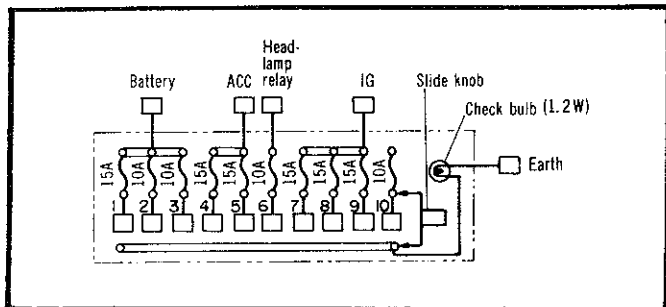 Head-
lamp
relay
Battery
ACC
IG
Slide knob
Check bulb (1.2W)
Earth
15A 10A 10A 15A 15A 10A 15A 15A 15A 10A
1 2 3 4 5 6 7 8 9 10